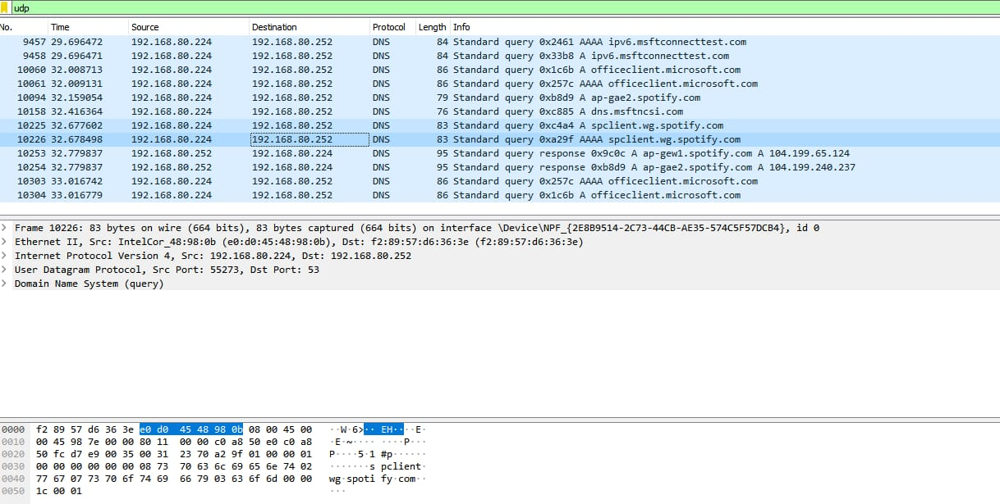 udp
No. Time Source Destination Protocol Length Info
9457 29.696472 192.168.80.224 192.168.80.252 DNS 84 Standard query 0x2461 AAAA ipv6.msftconnecttest.com
9458 29.696471 192.168.80.224 192.168.80.252 DNS 84 Standard query 0x33b8 A ipv6.msftconnecttest.com
10060 32.008713 192.168.80.224 192.168.80.252 DNS 86 Standard query 0x1c6b A officeclient.microsoft.com
10061 32.009131 192.168.80.224 192.168.80.252 DNS 86 Standard query 0x257c AAAA officeclient.microsoft.com
10094 32.159054 192.168.80.224 192.168.80.252 DNS 79 Standard query 0xb8d9 A ap-gae2.spotify.com
10158 32.416364 192.168.80.224 192.168.80.252 DNS 76 Standard query 0xc885 A dns.msftncsi.com
10225 32.677602 192.168.80.224 192.168.80.252 DNS 83 Standard query 0xc4a4 A spclient.wg.spotify.com
10226 32.678498 192.168.80.224 192.168.80.252 DNS 83 Standard query 0xa29f AAAA spclient.wg.spotify.com
10253 32.779837 192.168.80.252 192.168.80.224 DNS 95 Standard query response 0x9c0c A ap-gew1.spotify.com A 104.199.65.124
10254 32.779837 192.168.80.252 192.168.80.224 DNS 95 Standard query response 0xb8d9 A ap-gae2.spotify.com A 104.199.240.237
10303 33.016742 192.168.80.224 192.168.80.252 DNS 86 Standard query 0x257c AAAA officeclient.microsoft.com
10304 33.016779 192.168.80.224 192.168.80.252 DNS 86 Standard query 0x1c6b A officeclient.microsoft.com
Frame 10226: 83 bytes on wire (664 bits), 83 bytes captured (664 bits) on interface \Device\NPF_{2E8B9514-2C73-44CB-AE35-574C5F57DCB4}, id 0
Ethernet II, Src: IntelCor_48:98:0b (e0:d0:45:48:98:0b), Dst: f2:89:57:d6:36:3e (f2:89:57:d6:36:3e)
Internet Protocol Version 4, Src: 192.168.80.224, Dst: 192.168.80.252
User Datagram Protocol, Src Port: 55273, Dst Port: 53
Domain Name System (query)
0000 f2 89 57 d6 36 3e e0 d0 45 48 98 0b 08 00 45 00 ··W·6>·· EH····E·
0010 00 45 98 7e 00 00 80 11 00 00 c0 a8 50 e0 c0 a8 ·E·~···· ····P···
0020 50 fc d7 e9 00 35 00 31 23 70 a2 9f 01 00 00 01 P····5·1 #p······
0030 00 00 00 00 00 00 08 73 70 63 6c 69 65 6e 74 02 ·······s pclient·
0040 77 67 07 73 70 6f 74 69 66 79 03 63 6f 6d 00 00 wg·spoti fy·com··
0050 1c 00 01 ···